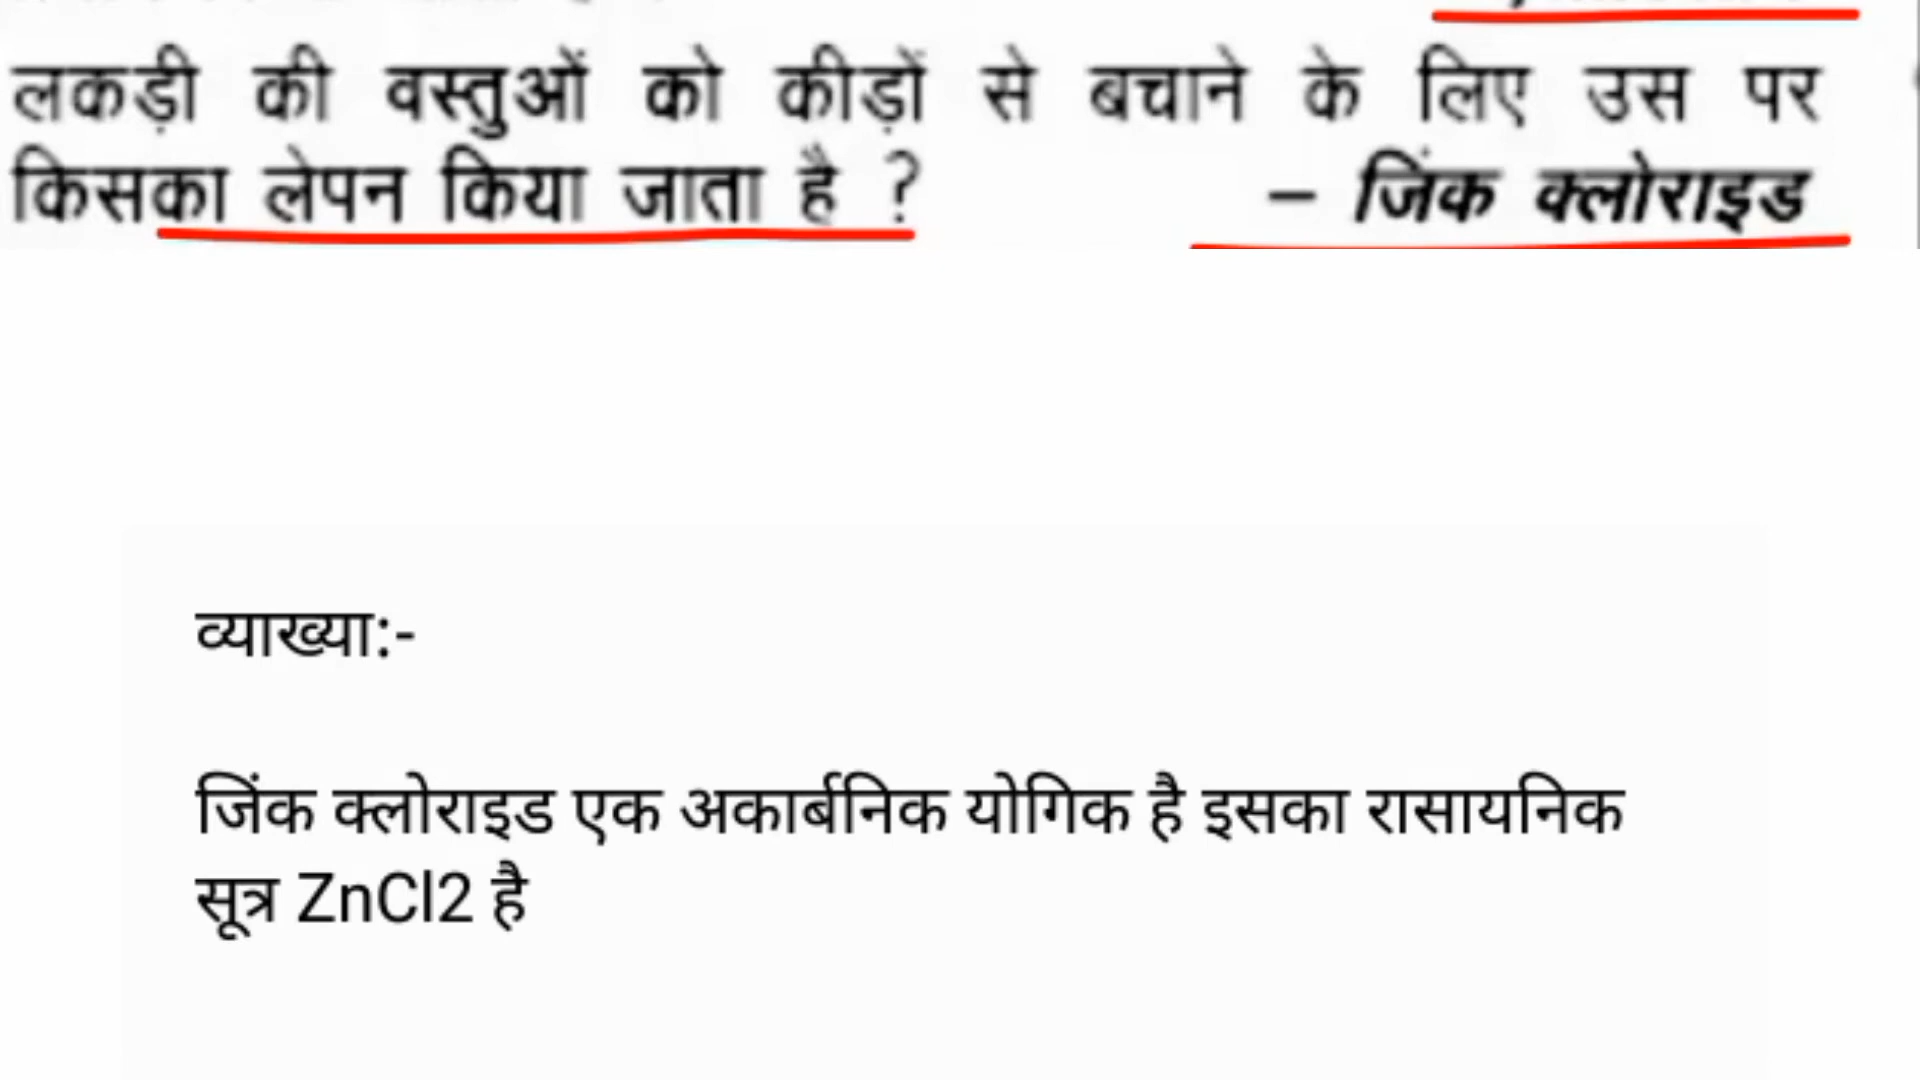 लकड़ी की वस्तुओं को कीड़ों से बचाने के लिए उस पर
किसका लेपन किया जाता है ? – जिंक क्लोराइड
व्याख्या:-
जिंक क्लोराइड एक अकार्बनिक योगिक है इसका रासायनिक
सूत्र ZnCl2 है